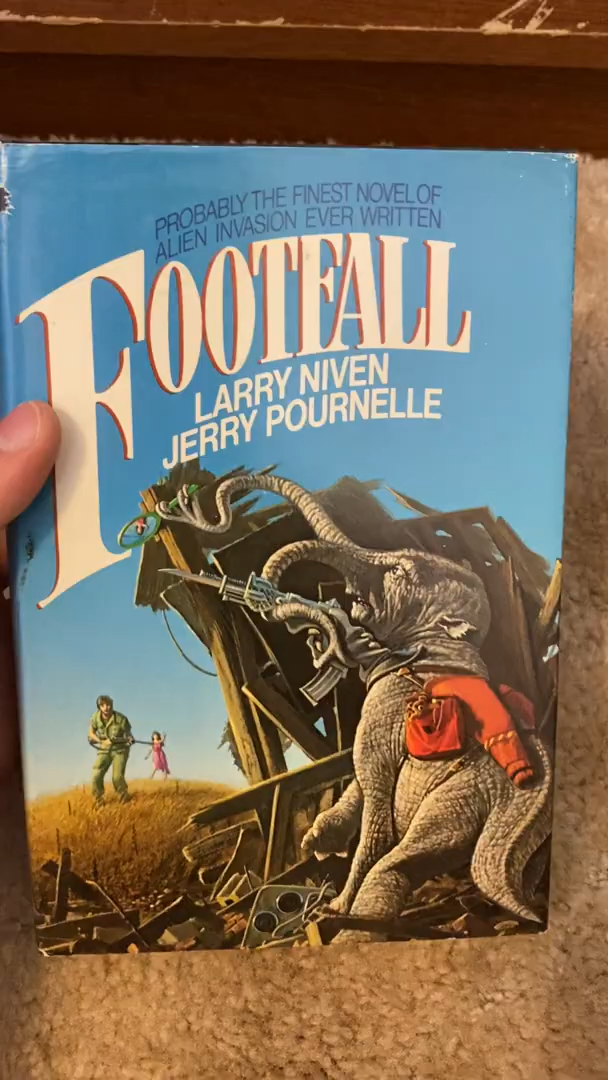 PROBABLY THE FINEST NOVEL OF
ALIEN INVASION EVER WRITTEN
FOOTFALL
LARRY NIVEN
JERRY POURNELLE